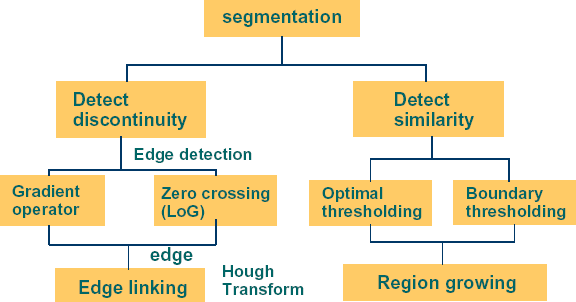 segmentation
Detect
discontinuity
Detect
similarity
Edge detection
Gradient
operator
Zero crossing
(LoG)
Optimal
thresholding
Boundary
thresholding
edge
Edge linking
Hough
Transform
Region growing